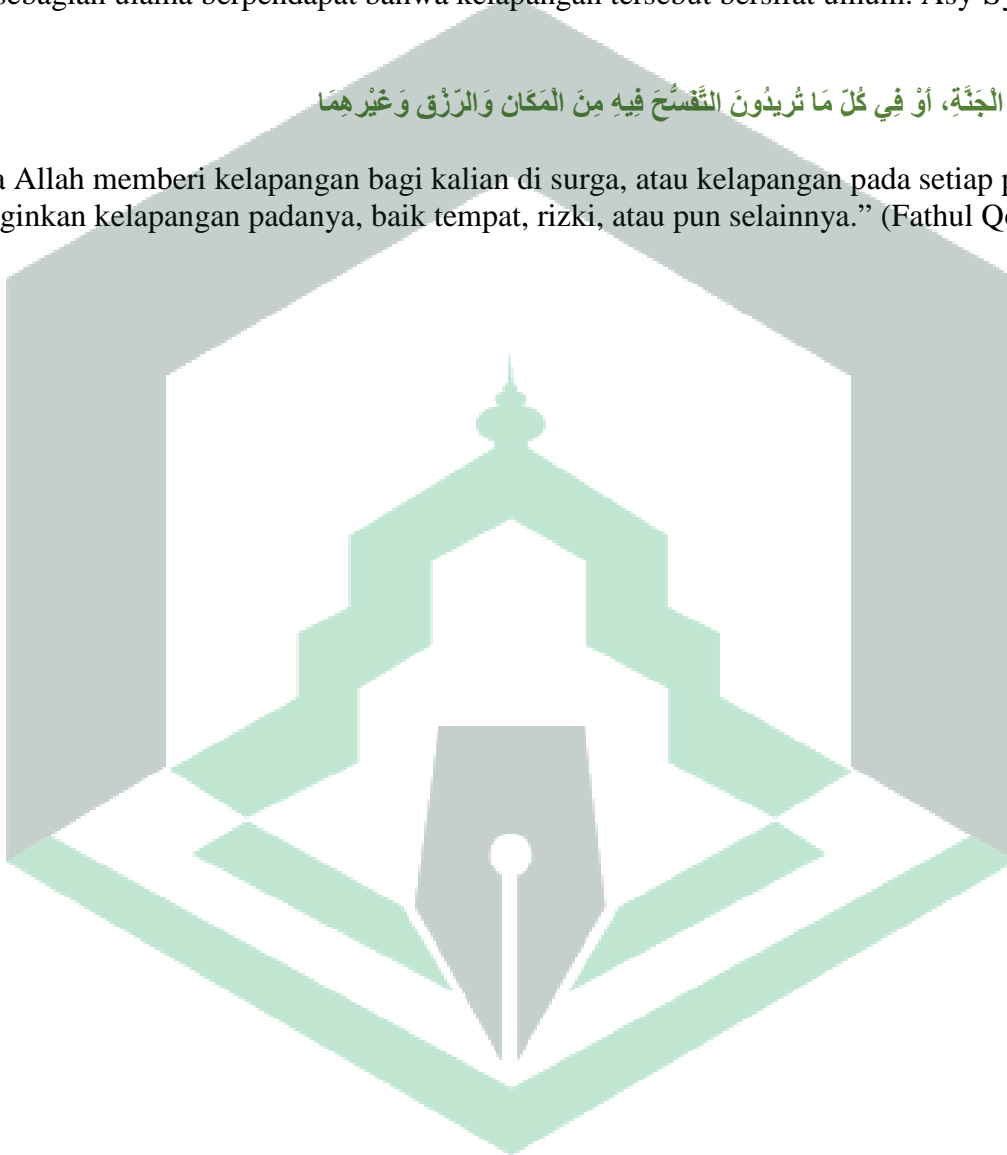 sebagian ulama berpendapat bahwa kelapangan tersebut bersifat umum. Asy
الْجَنَّةِ، أَوْ فِي كُلِّ مَا تُرِيدُونَ التَّفَسُّحَ فِيهِ مِنَ الْمَكَانِ وَالرِّزْقِ وَغَيْرِهِمَا
a Allah memberi kelapangan bagi kalian di surga, atau kelapangan pada setiap
ginkan kelapangan padanya, baik tempat, rizki, atau pun selainnya.” (Fathul